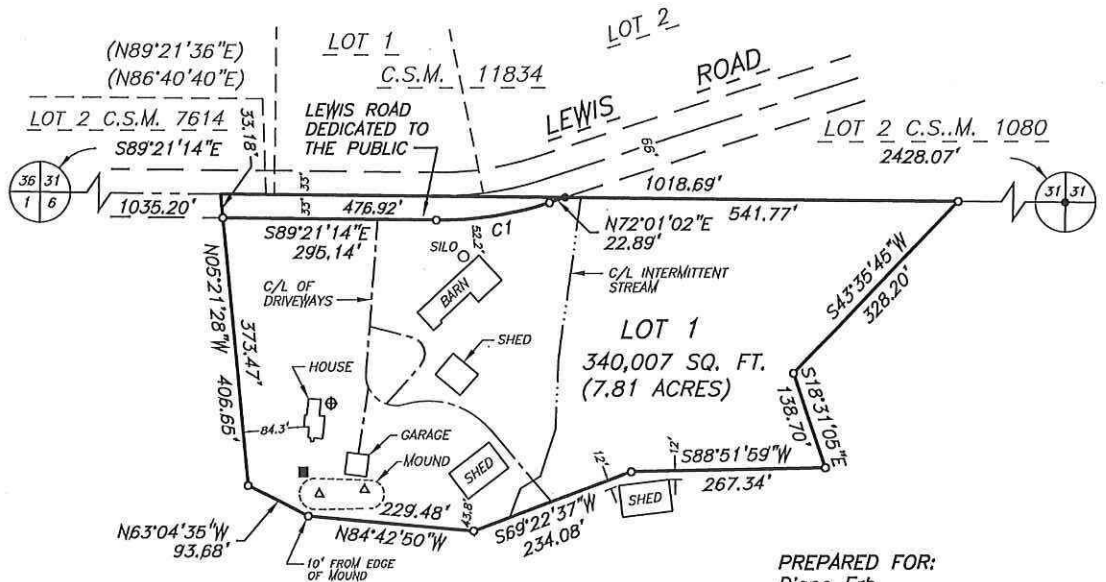 (N89°21'36"E)
(N86°40'40"E)
LOT 2 C.S.M. 7614
S89°21'14"E
33.18'
LOT 1
C.S.M. 11834
LOT 2
LEWIS ROAD
LEWIS ROAD
DEDICATED TO
THE PUBLIC
66'
LOT 2 C.S..M. 1080
2428.07'
36 31
1 6
31 31
1035.20'
33'
33'
476.92'
1018.69'
541.77'
S89°21'14"E
295.14'
C1
N72°01'02"E
22.89'
52.2'
SILO
BARN
C/L OF
DRIVEWAYS
C/L INTERMITTENT
STREAM
SHED
LOT 1
340,007 SQ. FT.
(7.81 ACRES)
S43°35'45"W
328.20'
S18°31'05"E
138.70'
N05°21'28"W
373.47'
406.65'
HOUSE
84.3'
GARAGE
MOUND
SHED
43.8'
12'
12'
S88°51'59"W
267.34'
SHED
S69°22'37"W
234.08'
229.48'
N84°42'50"W
N63°04'35"W
93.68'
10' FROM EDGE
OF MOUND
PREPARED FOR: